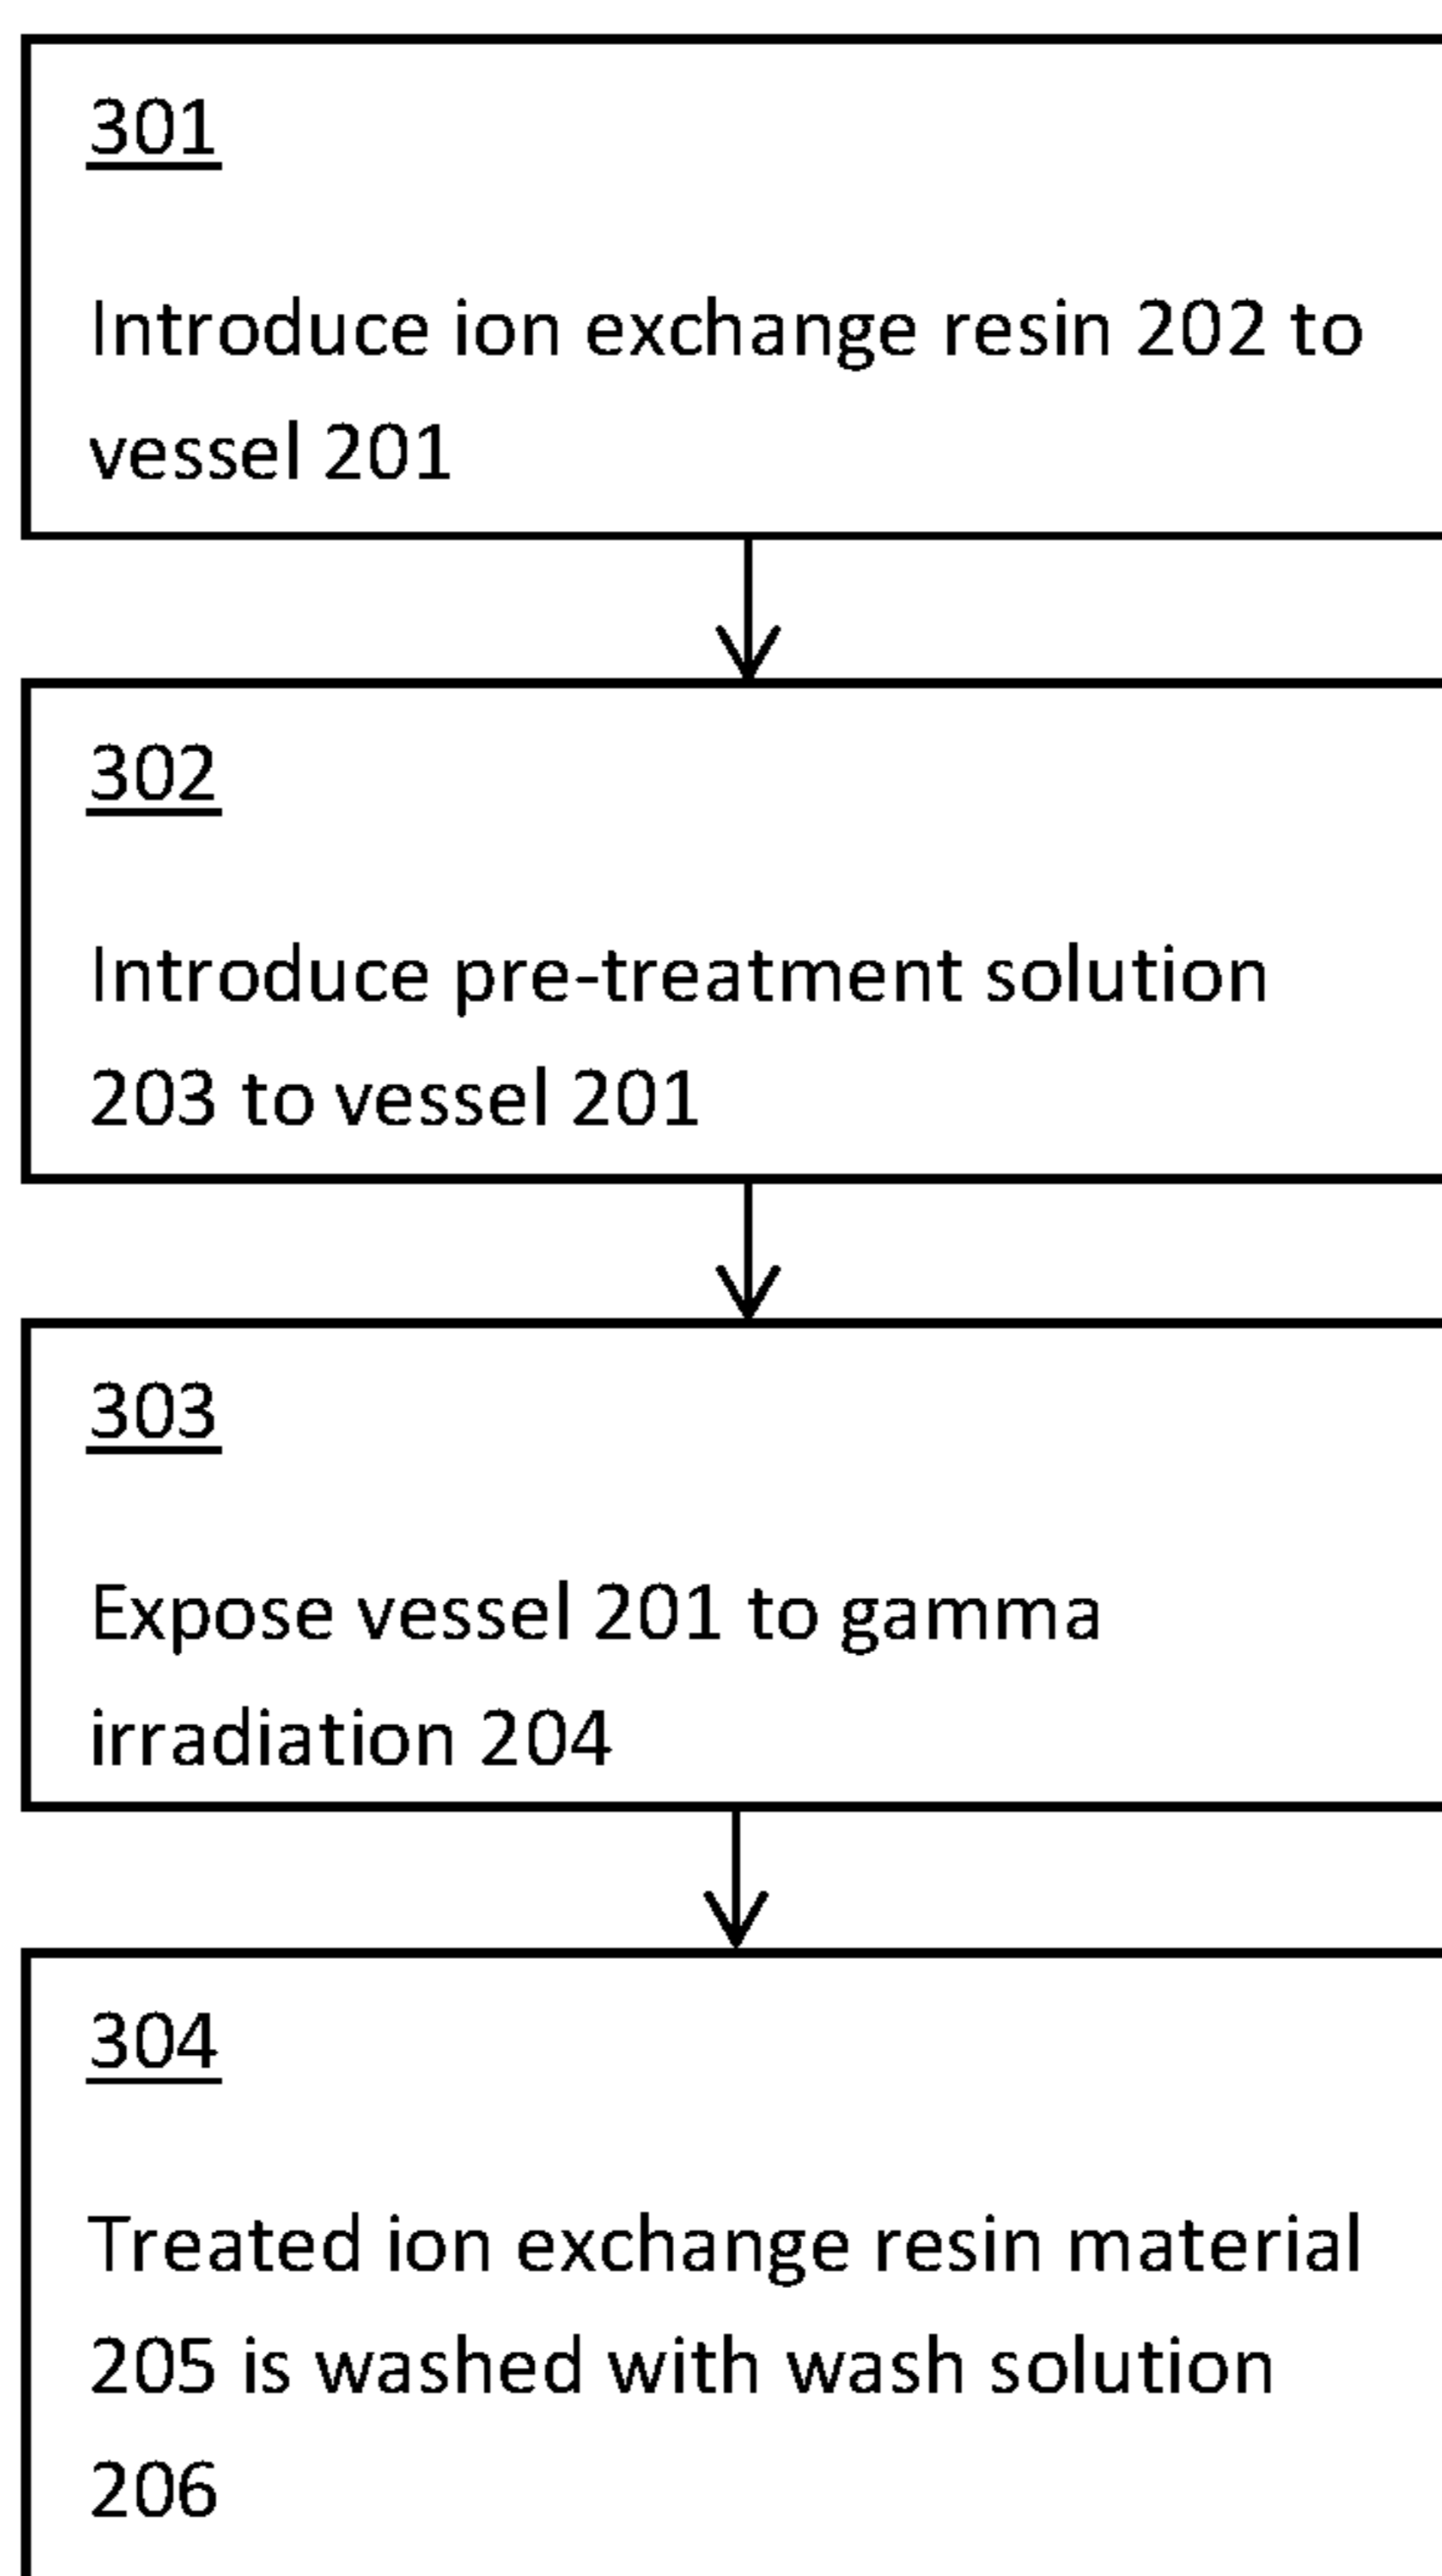 301
Introduce ion exchange resin 202 to
vessel 201
302
Introduce pre-treatment solution
203 to vessel 201
303
Expose vessel 201 to gamma
irradiation 204
304
Treated ion exchange resin material
205 is washed with wash solution
206